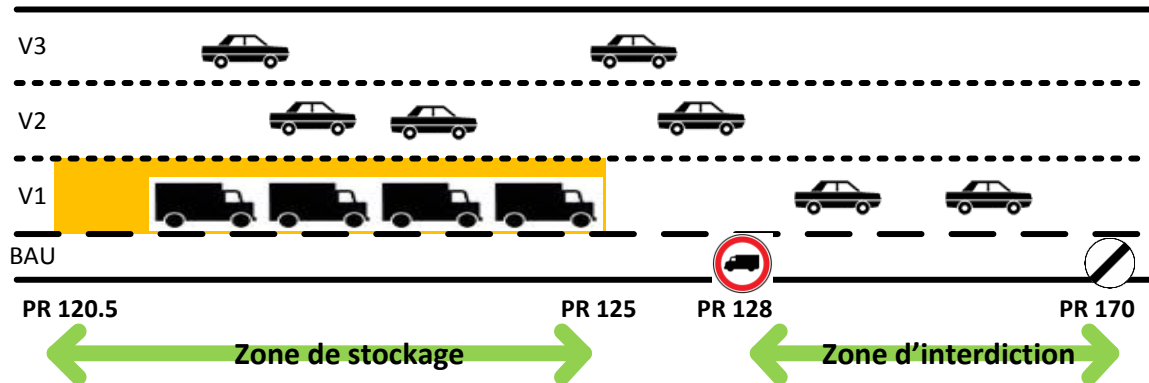 V3
V2
V1
BAU
PR 120.5 PR 125 PR 128 PR 170
Zone de stockage Zone d'interdiction